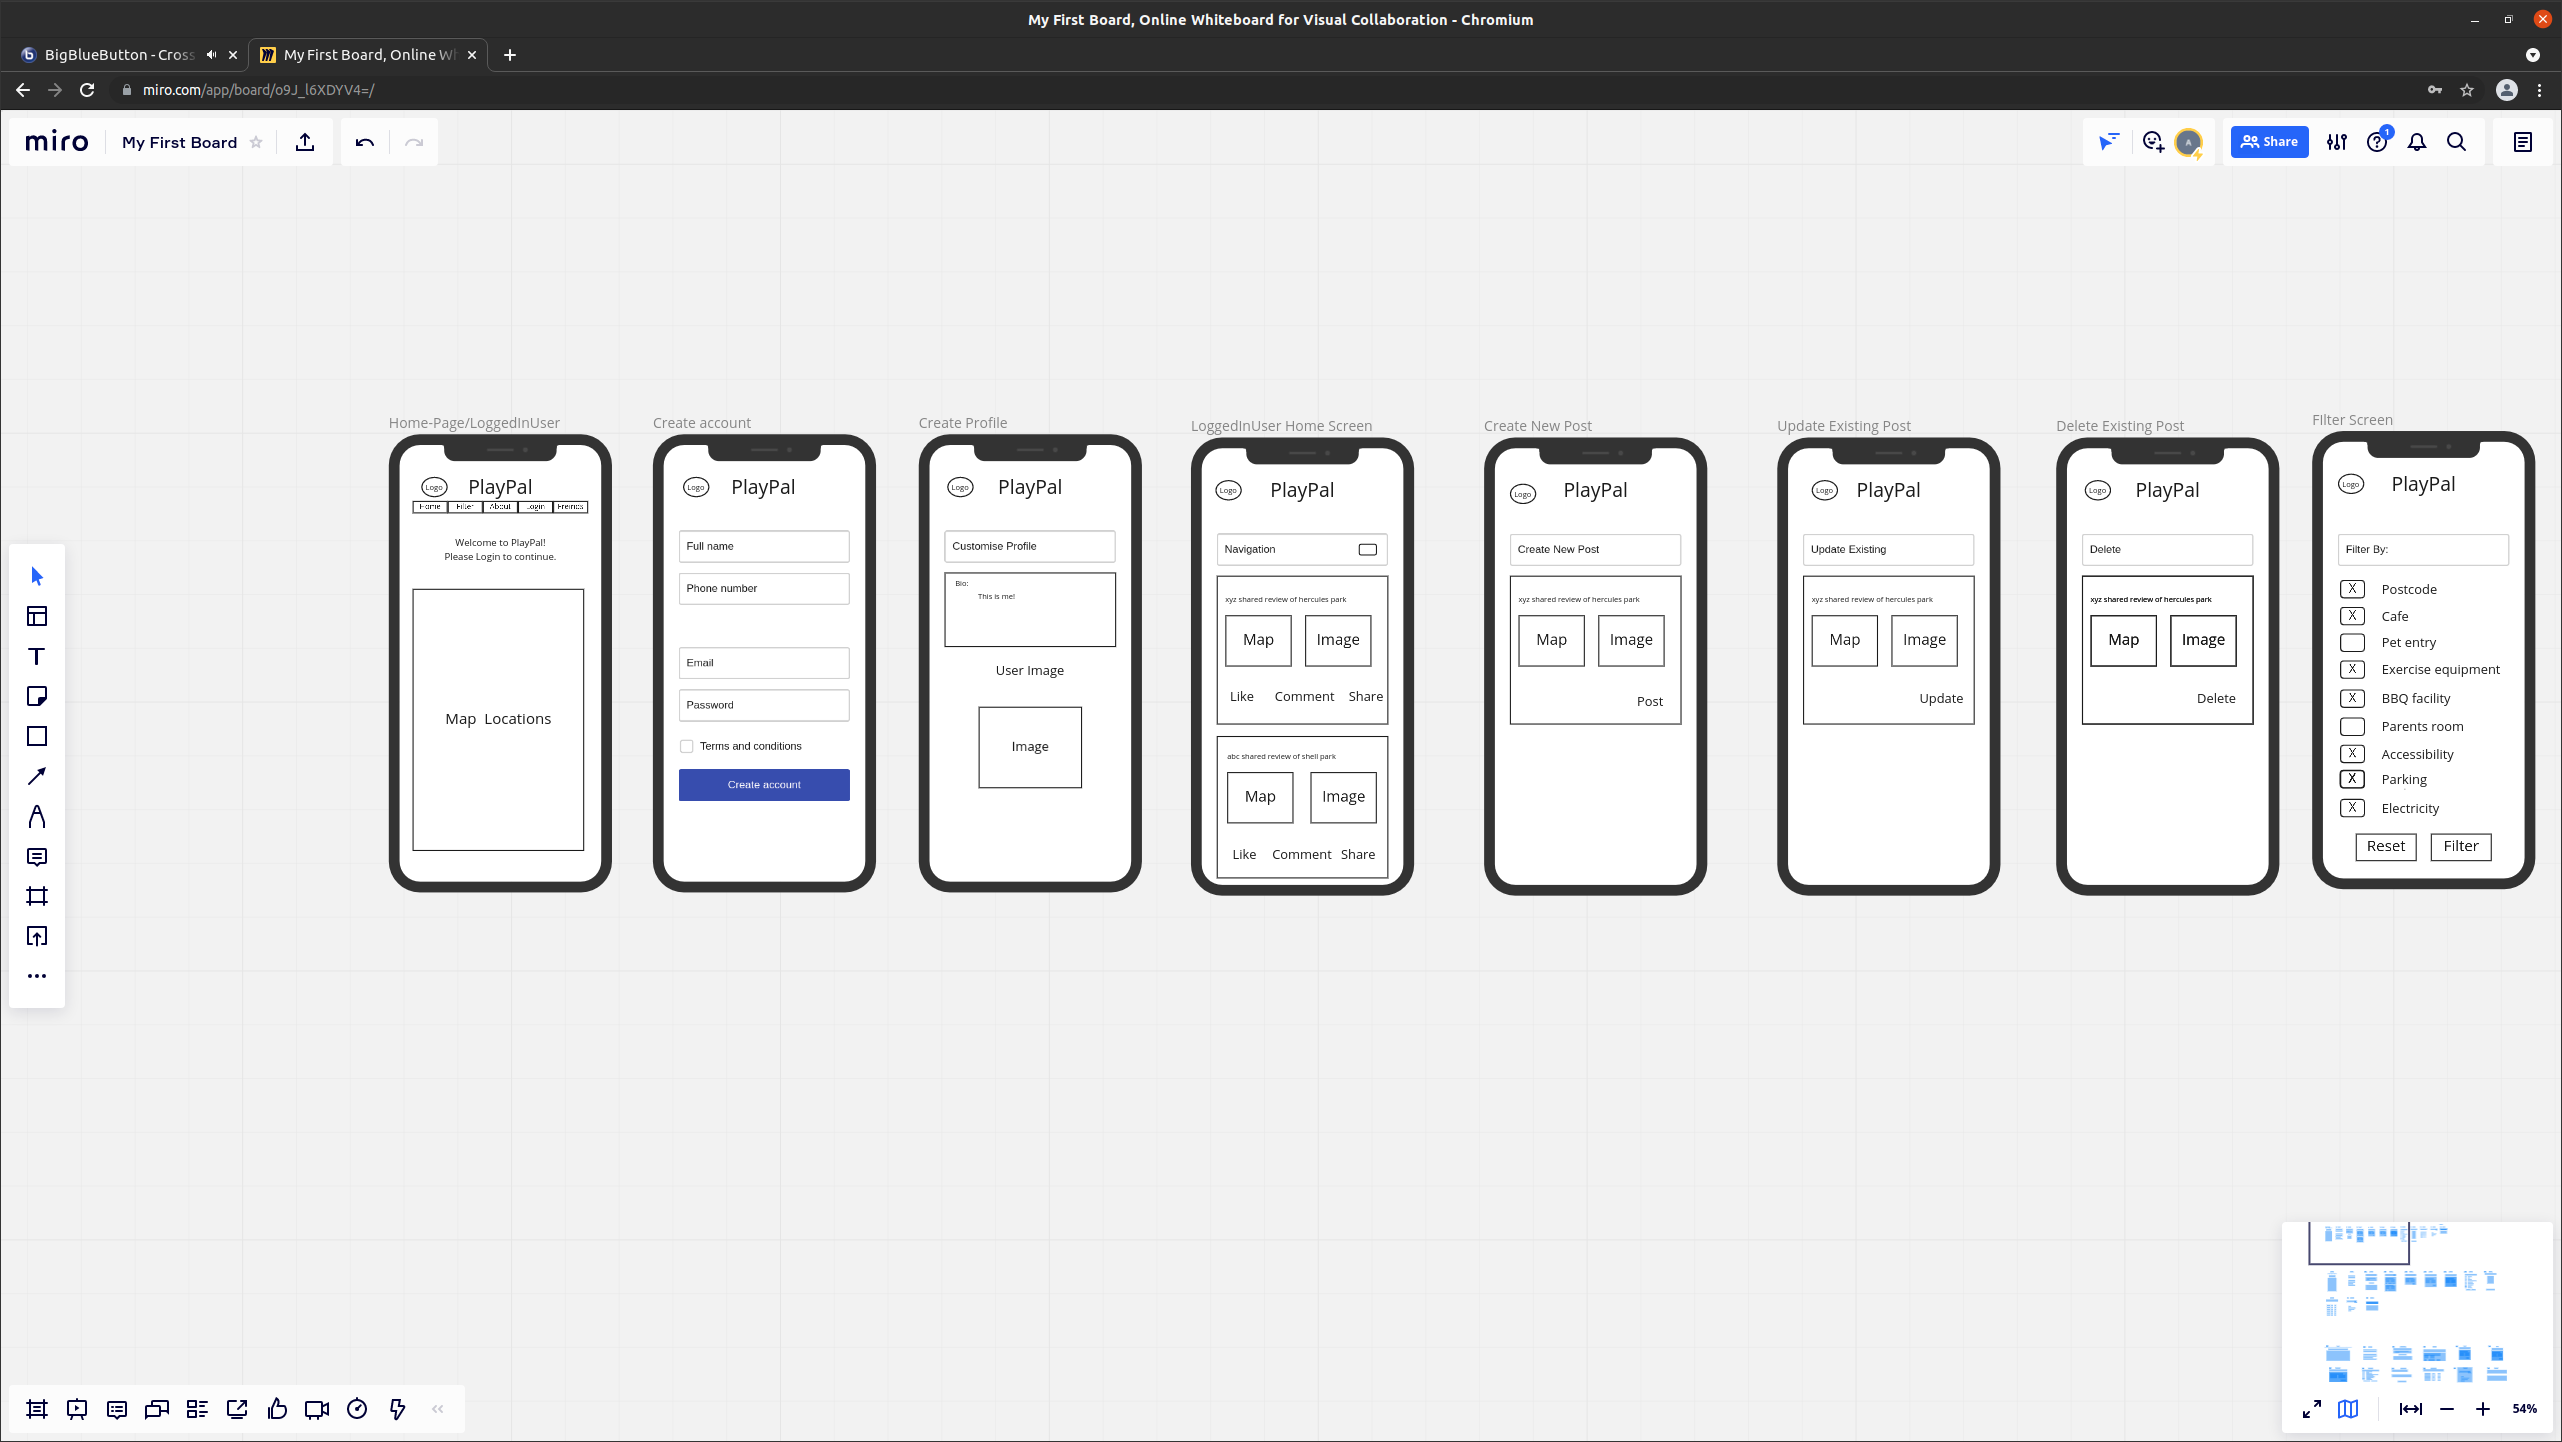 My First Board, Online Whiteboard for Visual Collaboration - Chromium
BigBlueButton - Cross
My First Board, Online Wh
miro.com/app/board/o9J_l6XDYV4=/
miro
My First Board
A
Share
1
Home-Page/LoggedInUser
Logo
PlayPal
Home
Filter
About
Login
Freinds
Welcome to PlayPal!
Please Login to continue.
Map Locations
Create account
Logo
PlayPal
Full name
Phone number
Email
Password
Terms and conditions
Create account
Create Profile
Logo
PlayPal
Customise Profile
Bio:
This is me!
User Image
Image
LoggedInUser Home Screen
Logo
PlayPal
Navigation
xyz shared review of hercules park
Map
Image
Like
Comment
Share
abc shared review of shell park
Map
Image
Like
Comment
Share
Create New Post
Logo
PlayPal
Create New Post
xyz shared review of hercules park
Map
Image
Post
Update Existing Post
Logo
PlayPal
Update Existing
xyz shared review of hercules park
Map
Image
Update
Delete Existing Post
Logo
PlayPal
Delete
xyz shared review of hercules park
Map
Image
Delete
FIlter Screen
Logo
PlayPal
Filter By:
X Postcode
X Cafe
Pet entry
X Exercise equipment
X BBQ facility
Parents room
X Accessibility
X Parking
X Electricity
Reset
Filter
54%